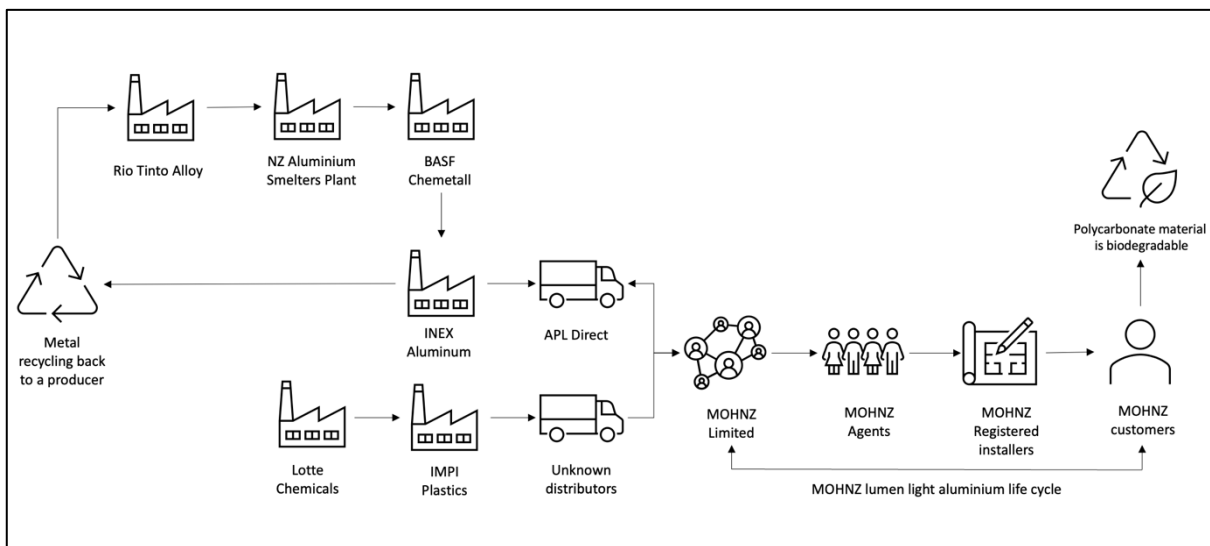 Rio Tinto Alloy
NZ Aluminium
Smelters Plant
BASF
Chemetall
Polycarbonate material
is biodegradable
Metal
recycling back
to a producer
INEX
Aluminum
APL Direct
MOHNZ
Limited
MOHNZ
Agents
MOHNZ
Registered
installers
MOHNZ
customers
Lotte
Chemicals
IMPI
Plastics
Unknown
distributors
MOHNZ lumen light aluminium life cycle